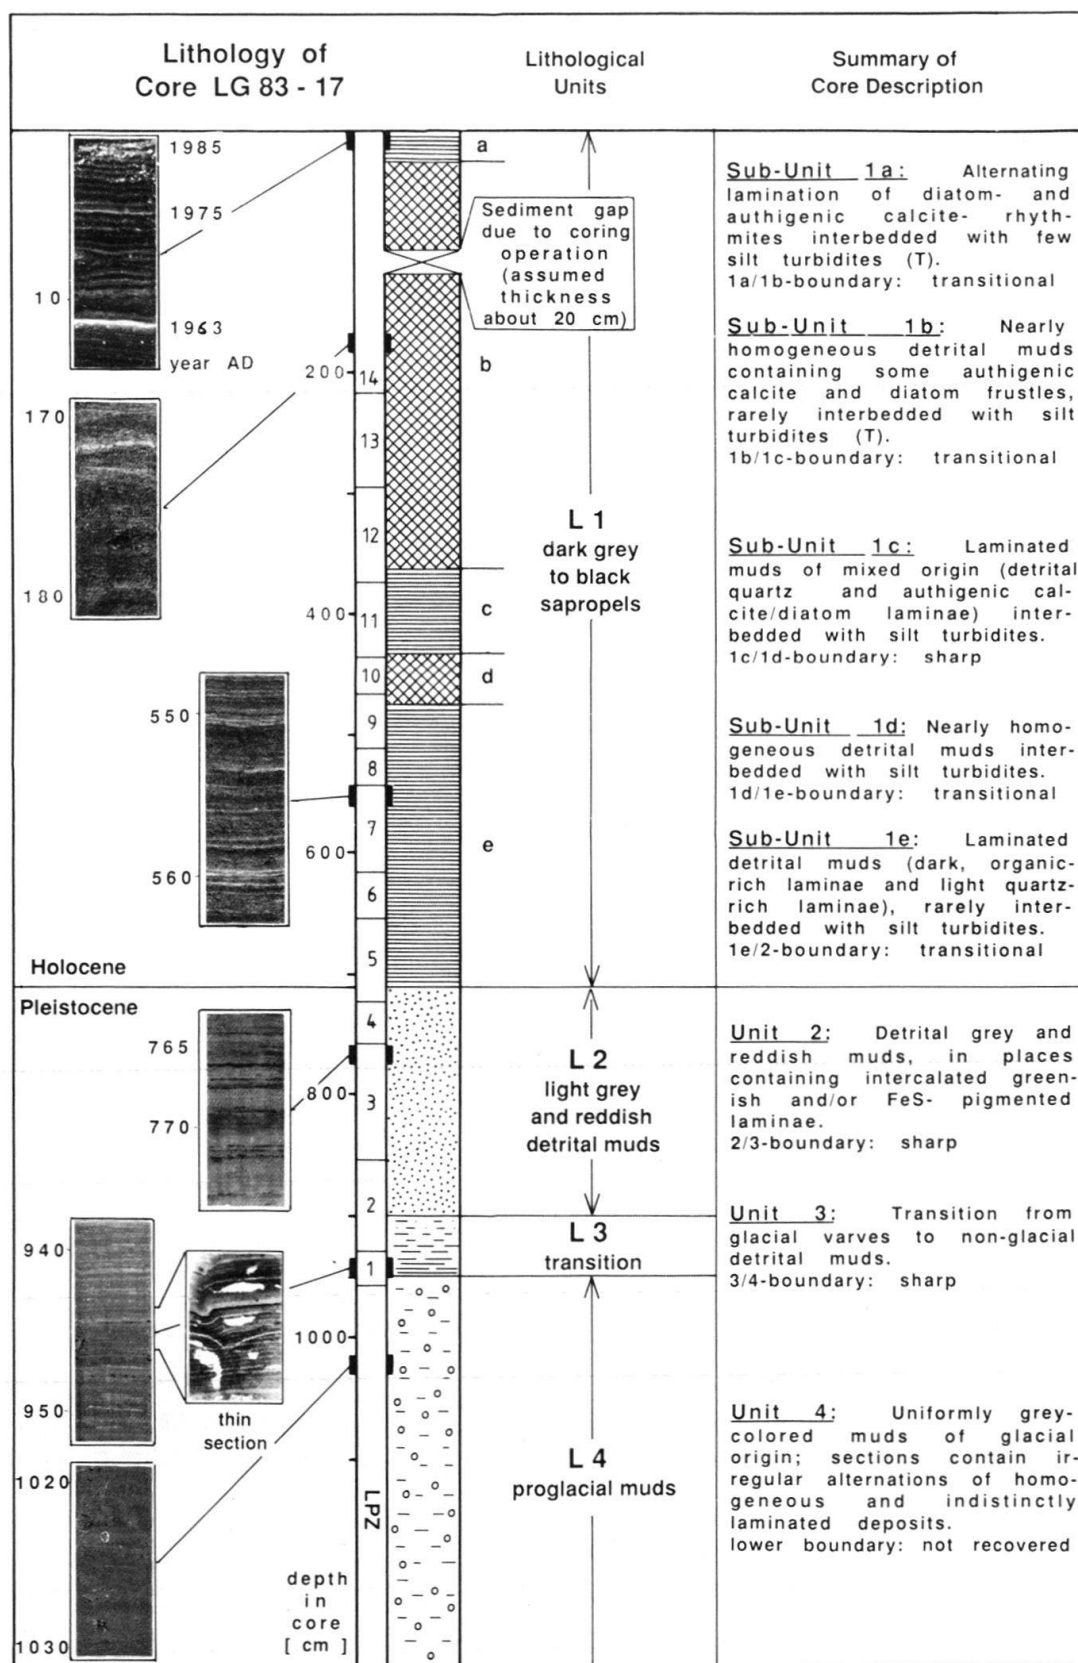 Lithology of
Core LG 83 - 17
Lithological
Units
Summary of
Core Description
1985
1975
10
1963
year AD
170
180
550
560
Holocene
Pleistocene
765
770
940
950
thin
section
1020
1030
200
400
600
800
1000
depth
in
core
[ cm ]
14
13
12
11
10
9
8
7
6
5
4
3
2
1
LPZ
a
b
c
d
e
Sediment gap
due to coring
operation
(assumed
thickness
about 20 cm)
L 1
dark grey
to black
sapropels
L 2
light grey
and reddish
detrital muds
L 3
transition
L 4
proglacial muds
Sub-Unit 1a: Alternating
lamination of diatom- and
authigenic calcite- rhyth-
mites interbedded with few
silt turbidites (T).
1a/1b-boundary: transitional
Sub-Unit 1b: Nearly
homogeneous detrital muds
containing some authigenic
calcite and diatom frustles,
rarely interbedded with silt
turbidites (T).
1b/1c-boundary: transitional
Sub-Unit 1c: Laminated
muds of mixed origin (detrital
quartz and authigenic cal-
cite/diatom laminae) inter-
bedded with silt turbidites.
1c/1d-boundary: sharp
Sub-Unit 1d: Nearly homo-
geneous detrital muds inter-
bedded with silt turbidites.
1d/1e-boundary: transitional
Sub-Unit 1e: Laminated
detrital muds (dark, organic-
rich laminae and light quartz-
rich laminae), rarely inter-
bedded with silt turbidites.
1e/2-boundary: transitional
Unit 2: Detrital grey and
reddish muds, in places
containing intercalated green-
ish and/or FeS- pigmented
laminae.
2/3-boundary: sharp
Unit 3: Transition from
glacial varves to non-glacial
detrital muds.
3/4-boundary: sharp
Unit 4: Uniformly grey-
colored muds of glacial
origin; sections contain ir-
regular alternations of homo-
geneous and indistinctly
laminated deposits.
lower boundary: not recovered